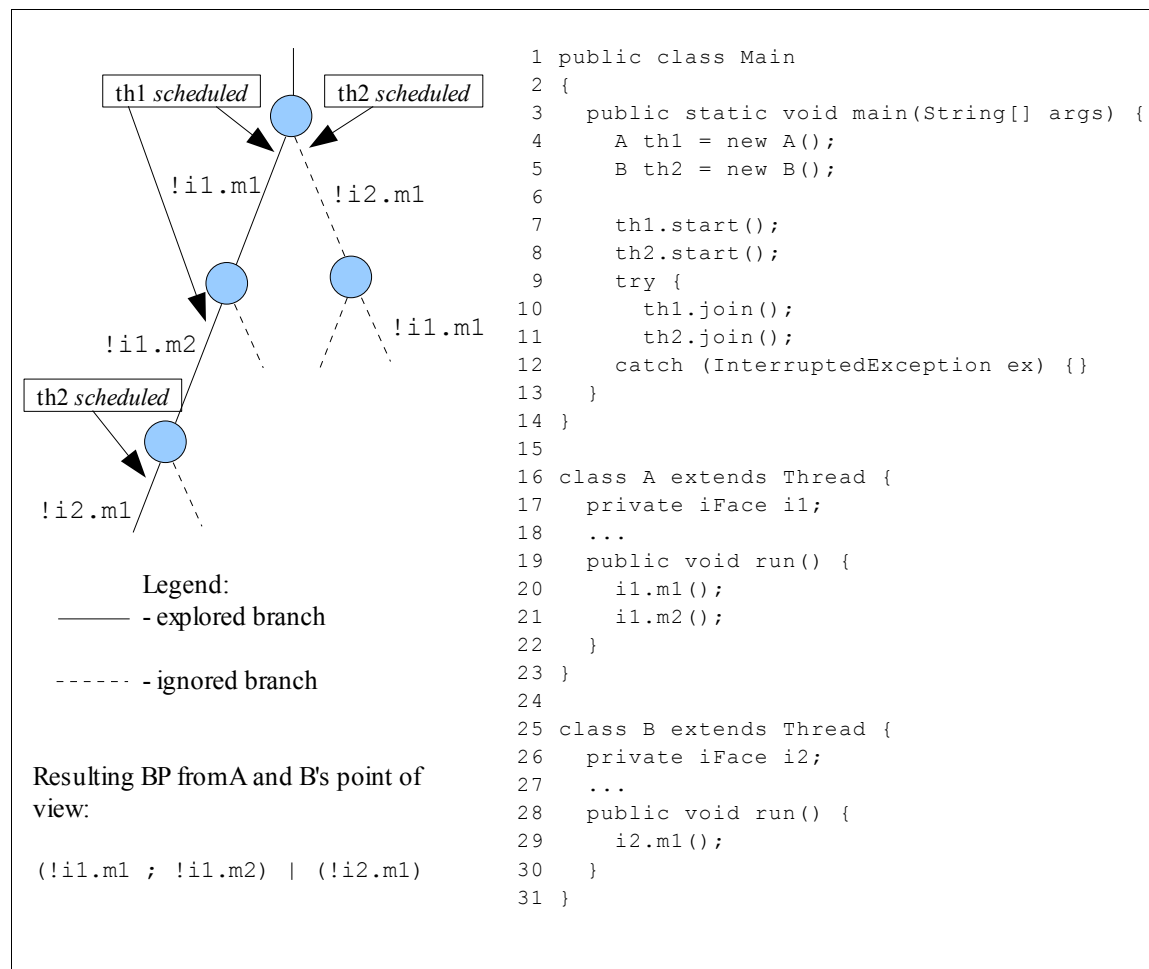 th1 scheduled
th2 scheduled
!i1.m1
!i2.m1
!i1.m2
!i1.m1
th2 scheduled
!i2.m1
Legend:
- explored branch
- ignored branch
Resulting BP fromA and B's point of
view:
(!i1.m1 ; !i1.m2) | (!i2.m1)
1 public class Main
2 {
3   public static void main(String[] args) {
4     A th1 = new A();
5     B th2 = new B();
6
7     th1.start();
8     th2.start();
9     try {
10       th1.join();
11       th2.join();
12     catch (InterruptedException ex) {}
13   }
14 }
15
16 class A extends Thread {
17   private iFace i1;
18   ...
19   public void run() {
20     i1.m1();
21     i1.m2();
22   }
23 }
24
25 class B extends Thread {
26   private iFace i2;
27   ...
28   public void run() {
29     i2.m1();
30   }
31 }